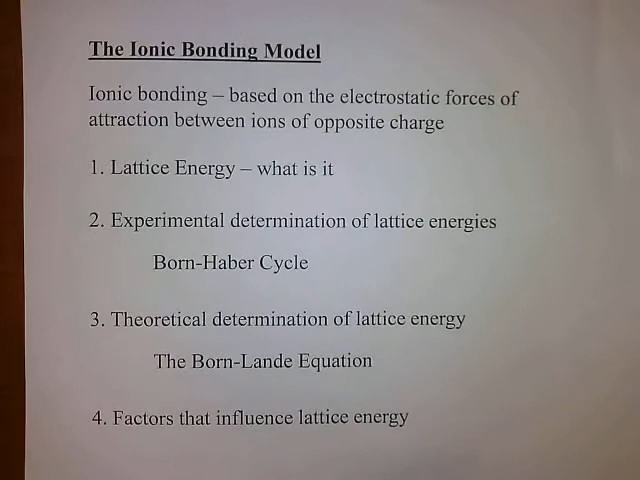 The Ionic Bonding Model
Ionic bonding – based on the electrostatic forces of
attraction between ions of opposite charge
1. Lattice Energy – what is it
2. Experimental determination of lattice energies
Born-Haber Cycle
3. Theoretical determination of lattice energy
The Born-Lande Equation
4. Factors that influence lattice energy